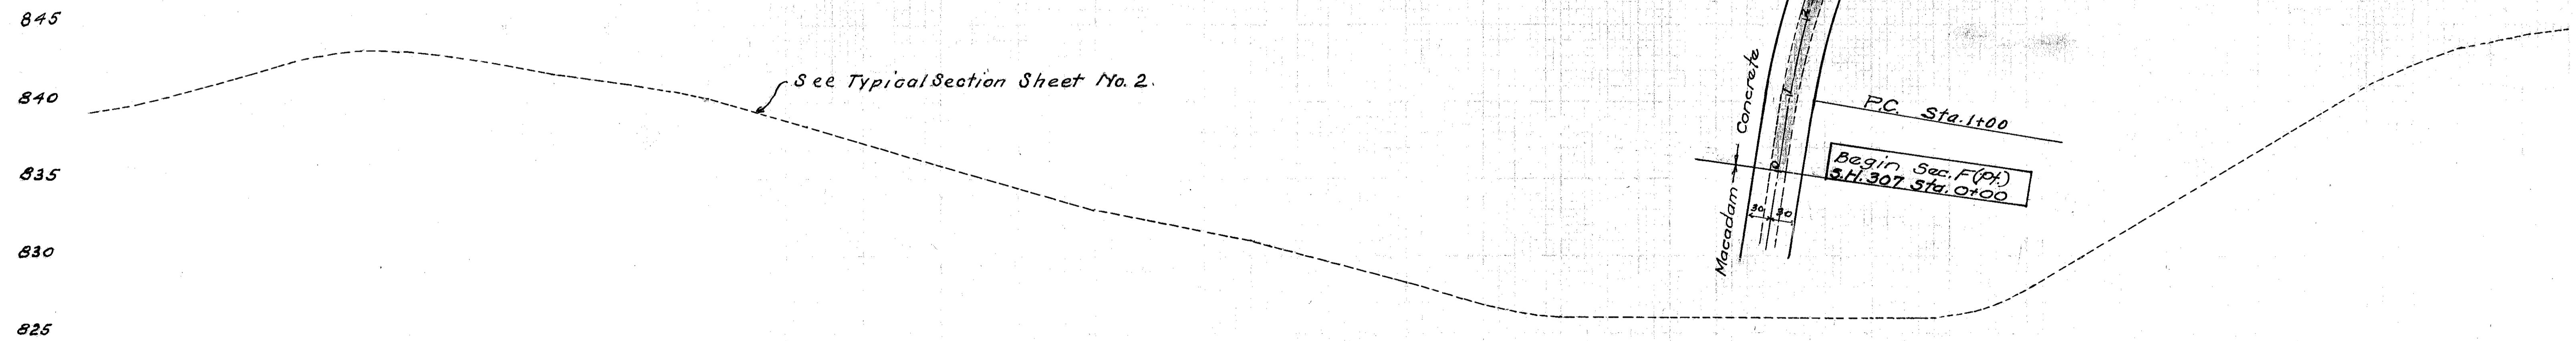 845
840
835
830
825
See Typical Section Sheet No. 2.
Concrete
Macadam
P.C. Sta. 1+00
Begin Sec. F (pt.)
S.H. 307 Sta. 0+00
0
30 30